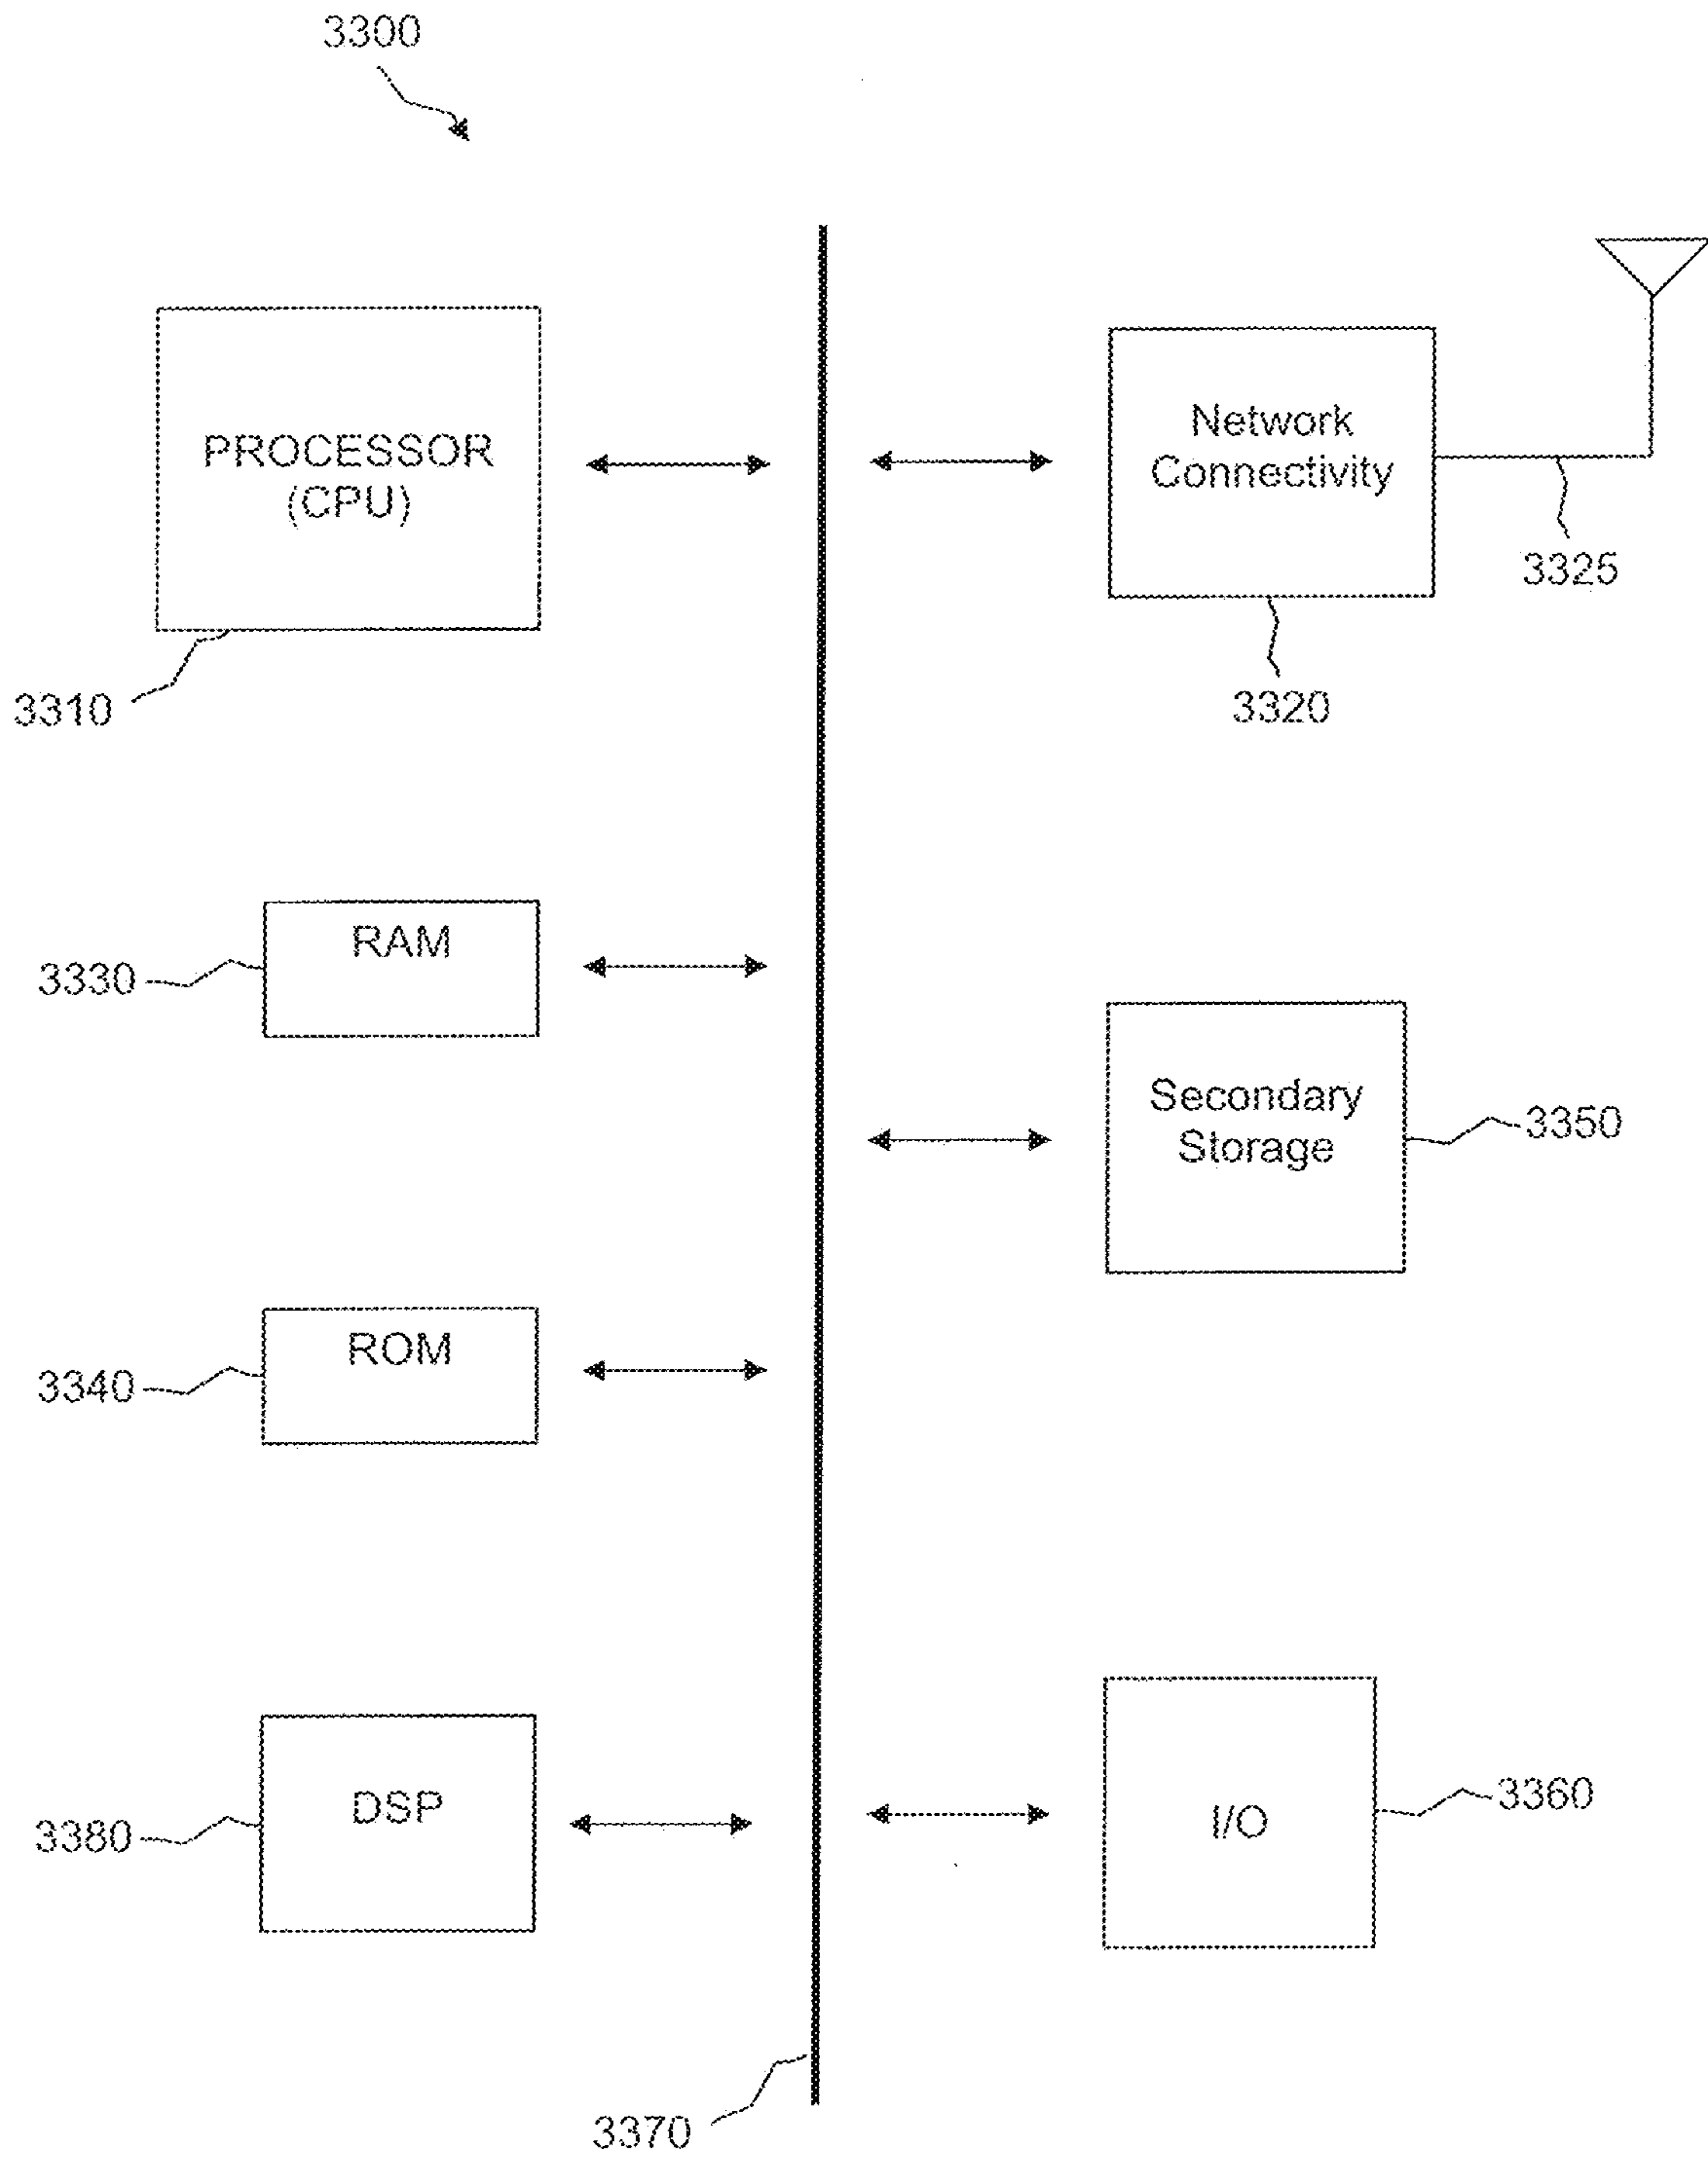 3300
PROCESSOR
(CPU)
3310
Network
Connectivity
3325
3320
RAM
3330
Secondary
Storage
3350
ROM
3340
DSP
3380
I/O
3360
3370